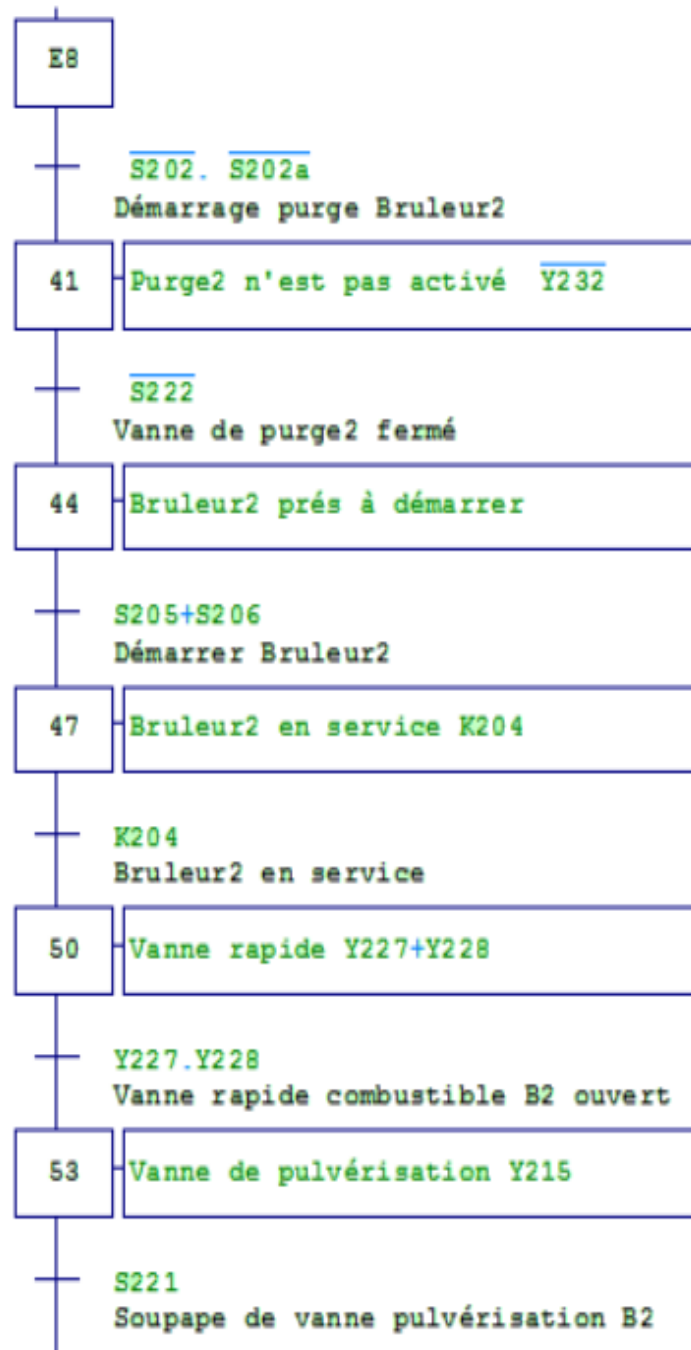 E8
S202. S202a
Démarrage purge Bruleur2
41 Purge2 n'est pas activé Y232
S222
Vanne de purge2 fermé
44 Bruleur2 prés à démarrer
S205+S206
Démarrer Bruleur2
47 Bruleur2 en service K204
K204
Bruleur2 en service
50 Vanne rapide Y227+Y228
Y227.Y228
Vanne rapide combustible B2 ouvert
53 Vanne de pulvérisation Y215
S221
Soupape de vanne pulvérisation B2